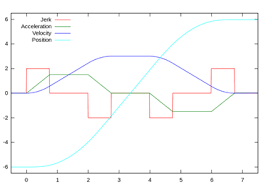 Jerk
Acceleration
Velocity
Position
6
4
2
0
-2
-4
-6
0 1 2 3 4 5 6 7